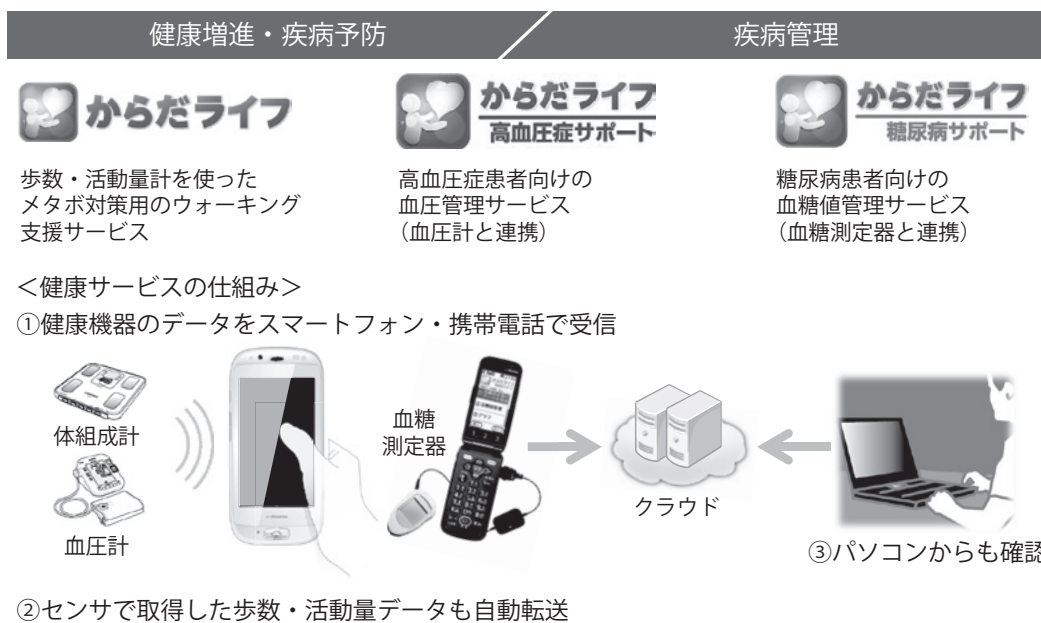 健康増進・疾病予防
疾病管理
からだライフ
からだライフ
高血圧症サポート
からだライフ
糖尿病サポート
歩数・活動量計を使った
メタボ対策用のウォーキング
支援サービス
高血圧症患者向けの
血圧管理サービス
（血圧計と連携）
糖尿病患者向けの
血糖値管理サービス
（血糖測定器と連携）
＜健康サービスの仕組み＞
①健康機器のデータをスマートフォン・携帯電話で受信
体組成計
血圧計
血糖
測定器
クラウド
③パソコンからも確認
②センサで取得した歩数・活動量データも自動転送